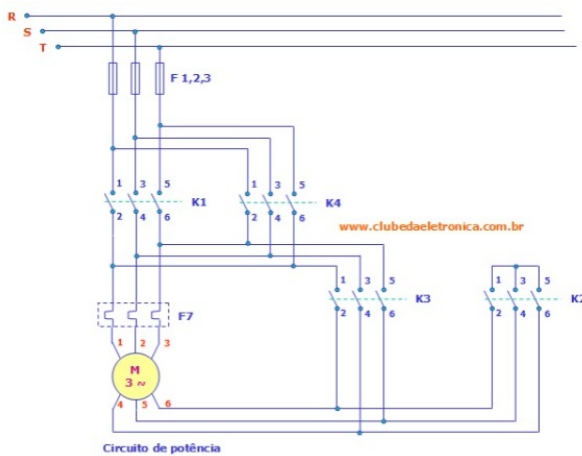 R
S
T
F 1,2,3
1 3 5
K1
2 4 6
1 3 5
K4
2 4 6
www.clubedaeletronica.com.br
1 3 5
K3
2 4 6
1 3 5
K2
2 4 6
F7
1 2 3
M
3 ~
4 5 6
Circuito de potência